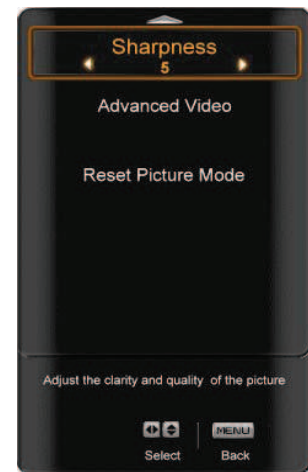 Sharpness
5
Advanced Video
Reset Picture Mode
Adjust the clarity and quality of the picture
MENU
Select Back